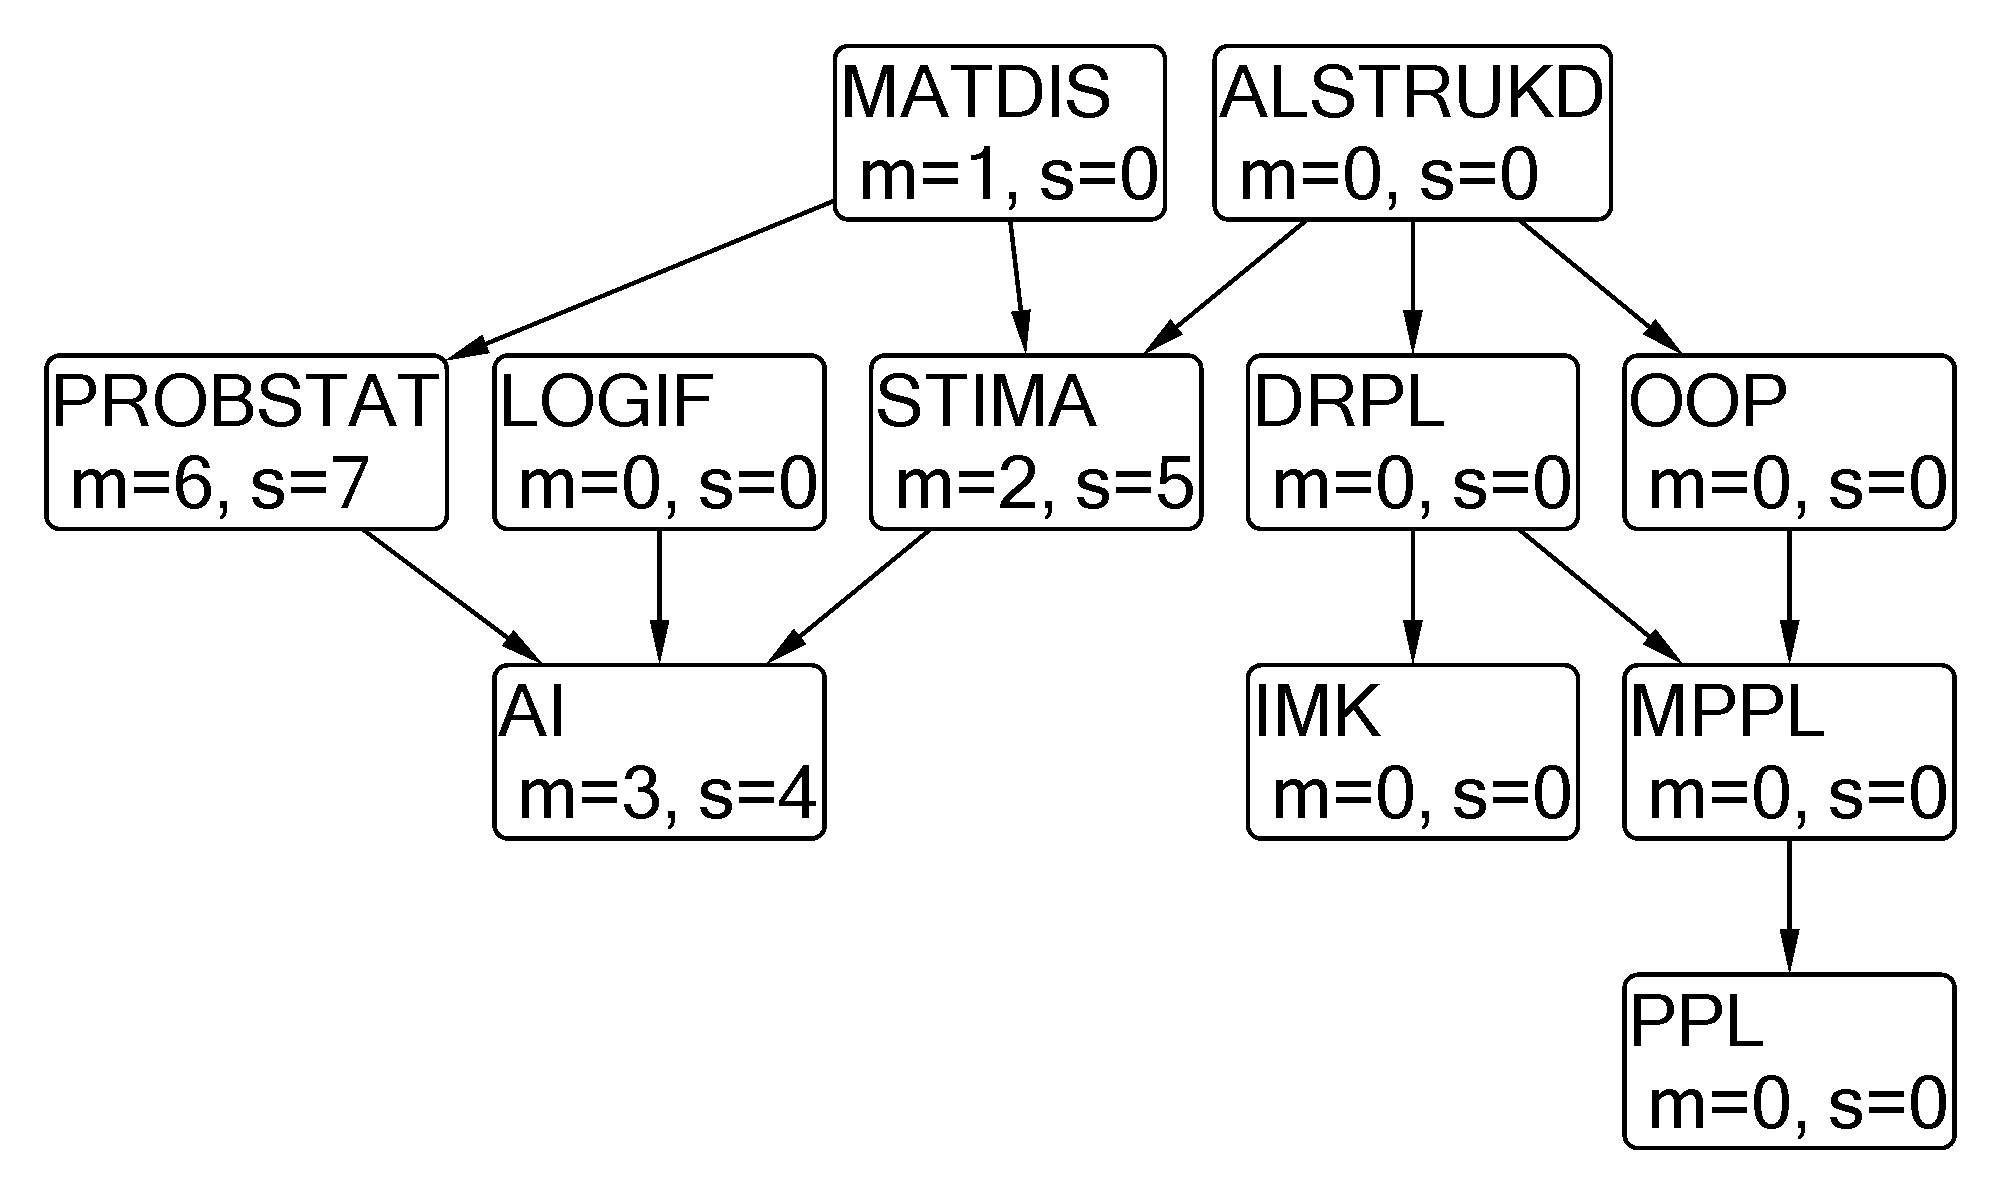 MATDIS
m=1, s=0
ALSTRUKD
m=0, s=0
PROBSTAT
m=6, s=7
LOGIF
m=0, s=0
STIMA
m=2, s=5
DRPL
m=0, s=0
OOP
m=0, s=0
AI
m=3, s=4
IMK
m=0, s=0
MPPL
m=0, s=0
PPL
m=0, s=0